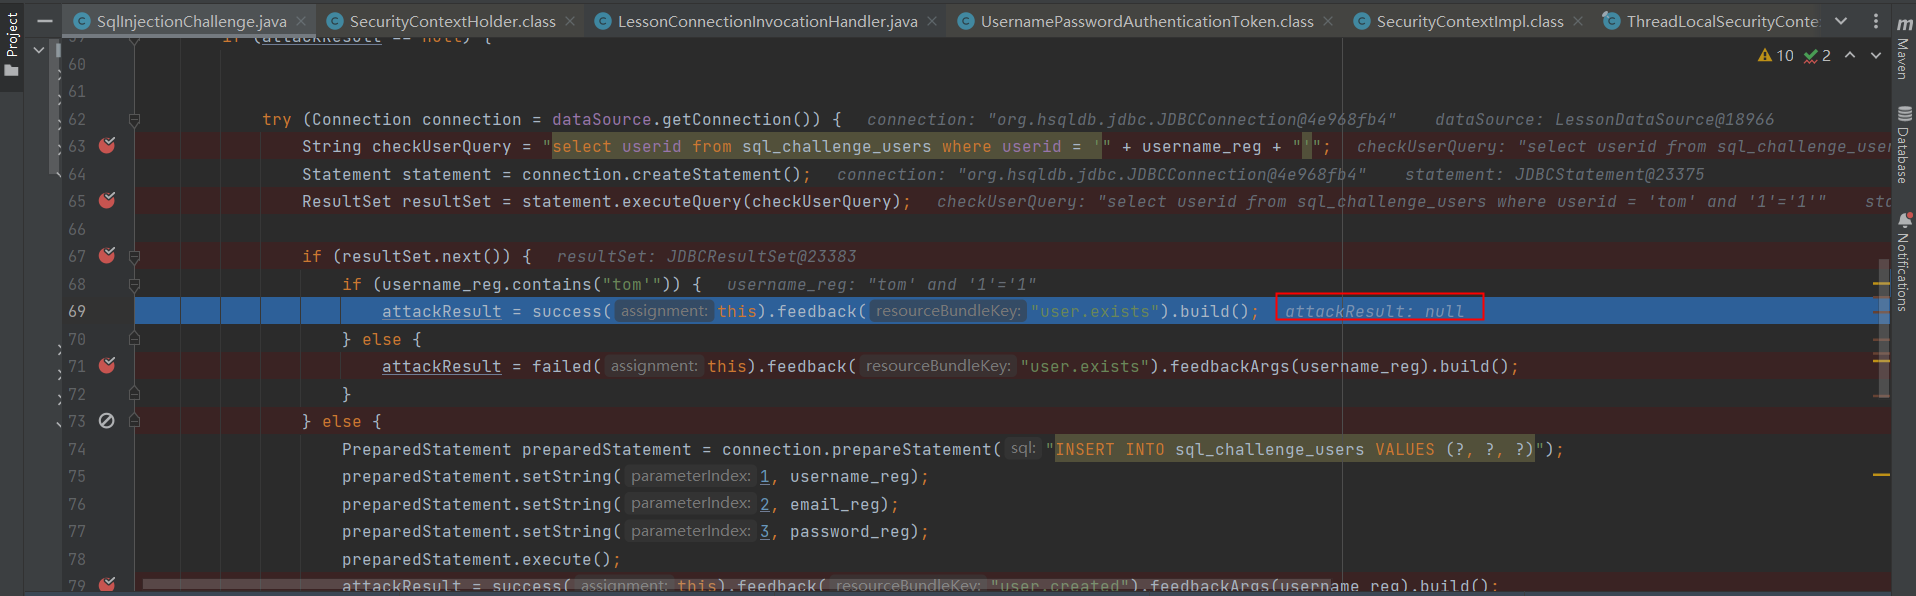 Project
SqlInjectionChallenge.java
SecurityContextHolder.class
LessonConnectionInvocationHandler.java
UsernamePasswordAuthenticationToken.class
SecurityContextImpl.class
ThreadLocalSecurityConte
59 if (attackResult == null) {
10 2
60
61
62 try (Connection connection = dataSource.getConnection()) { connection: "org.hsqldb.jdbc.JDBCConnection@4e968fb4" dataSource: LessonDataSource@18966
63 String checkUserQuery = "select userid from sql_challenge_users where userid = '" + username_reg + "'"; checkUserQuery: "select userid from sql_challenge_user
64 Statement statement = connection.createStatement(); connection: "org.hsqldb.jdbc.JDBCConnection@4e968fb4" statement: JDBCStatement@23375
65 ResultSet resultSet = statement.executeQuery(checkUserQuery); checkUserQuery: "select userid from sql_challenge_users where userid = 'tom' and '1'='1'" sta
66
67 if (resultSet.next()) { resultSet: JDBCResultSet@23383
68 if (username_reg.contains("tom'")) { username_reg: "tom' and '1'='1"
69 attackResult = success( assignment: this).feedback( resourceBundleKey: "user.exists").build(); attackResult: null
70 } else {
71 attackResult = failed( assignment: this).feedback( resourceBundleKey: "user.exists").feedbackArgs(username_reg).build();
72 }
73 } else {
74 PreparedStatement preparedStatement = connection.prepareStatement( sql: "INSERT INTO sql_challenge_users VALUES (?, ?, ?)");
75 preparedStatement.setString( parameterIndex: 1, username_reg);
76 preparedStatement.setString( parameterIndex: 2, email_reg);
77 preparedStatement.setString( parameterIndex: 3, password_reg);
78 preparedStatement.execute();
79 attackResult = success( assignment: this).feedback( resourceBundleKey: "user.created").feedbackArgs(username_reg).build();
m
Maven
Database
Notifications